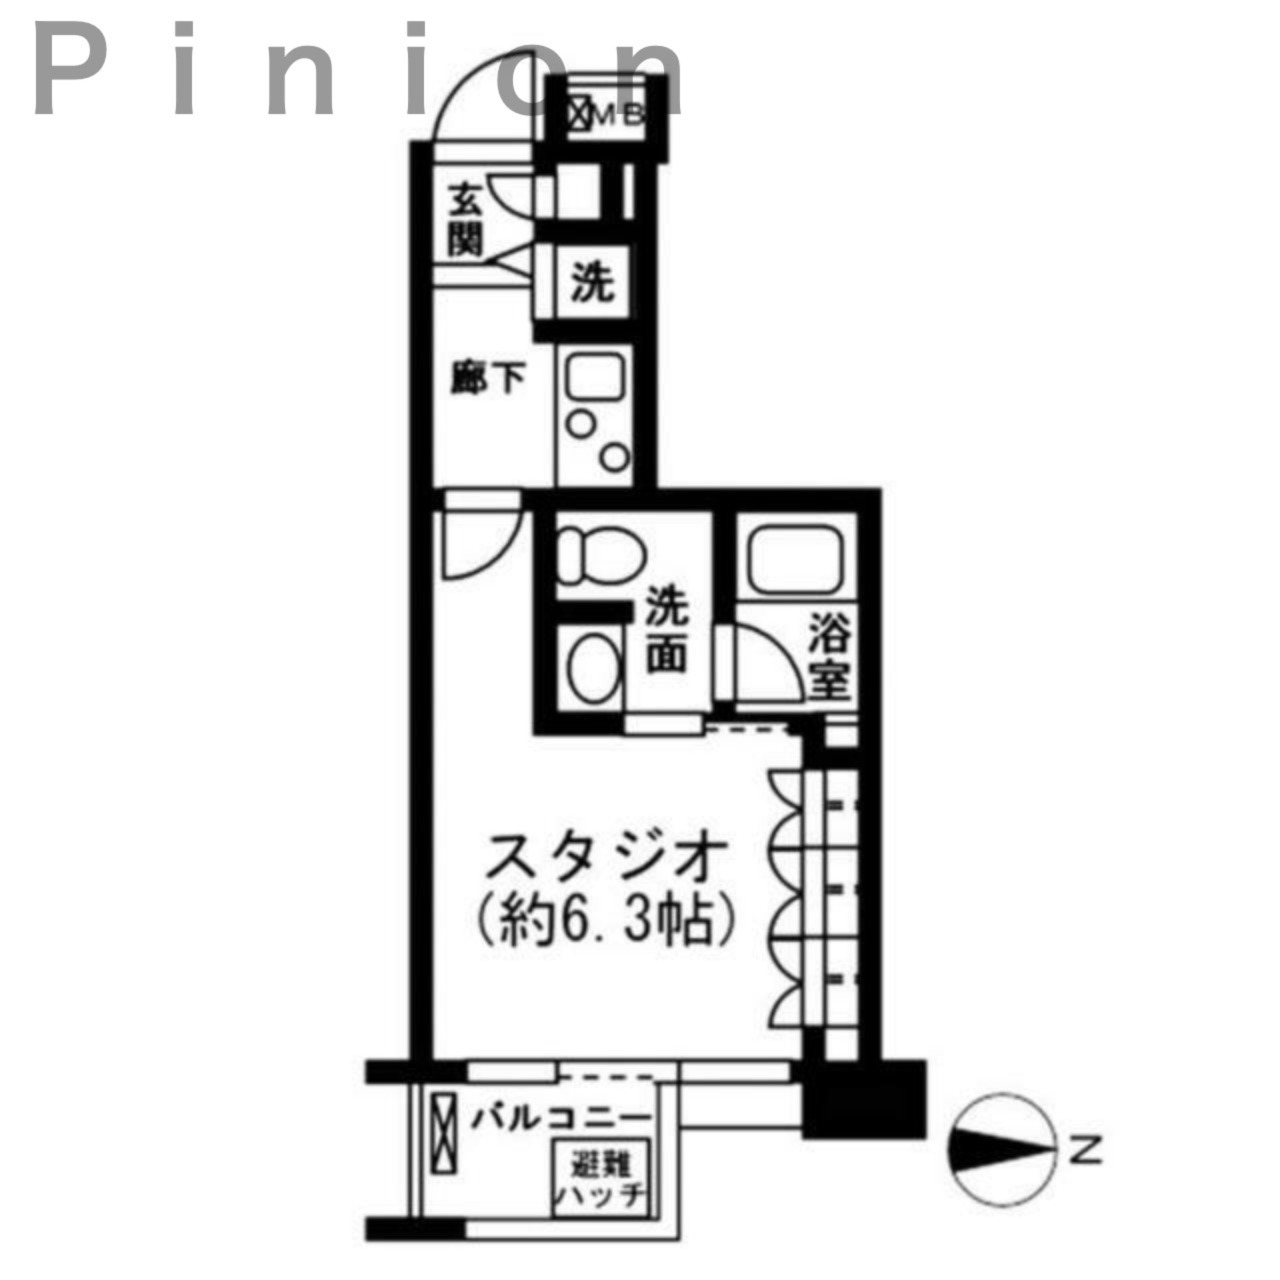 Pinion
MB
玄関
洗
廊下
洗面
浴室
スタジオ
(約6.3帖)
バルコニー
避難
ハッチ
N